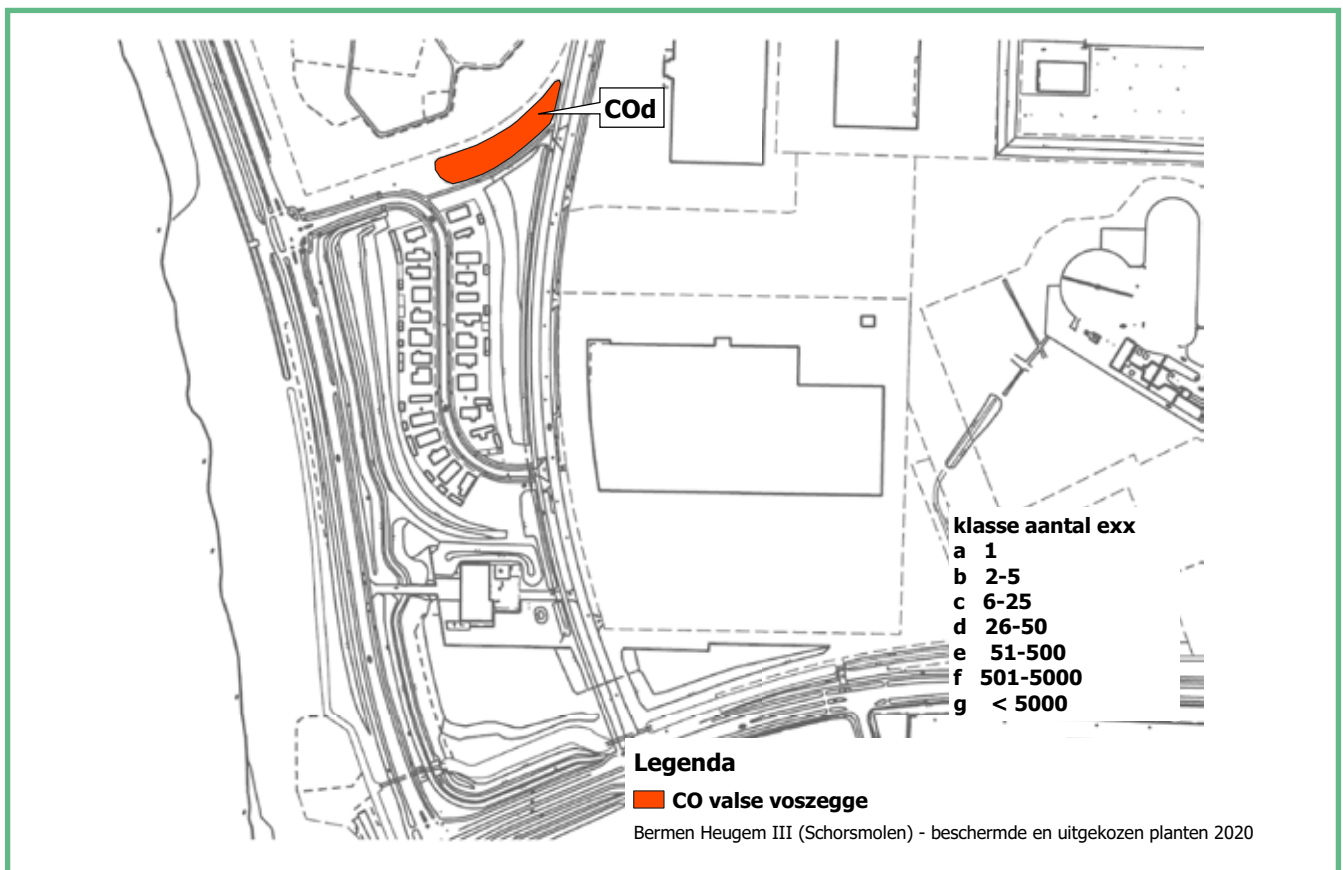 COd
klasse aantal exx
a 1
b 2-5
c 6-25
d 26-50
e 51-500
f 501-5000
g < 5000
Legenda
CO valse voszegge
Bermen Heugem III (Schorsmolen) - beschermde en uitgekozen planten 2020